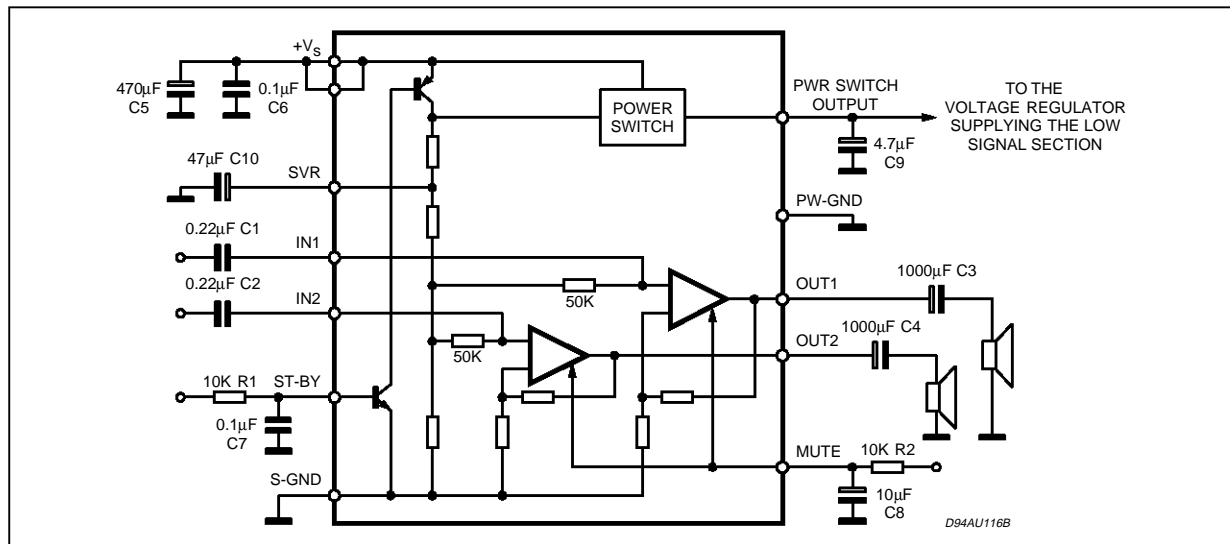 +VS
470µF
C5
0.1µF
C6
PWR SWITCH
OUTPUT
TO THE
VOLTAGE REGULATOR
SUPPLYING THE LOW
SIGNAL SECTION
POWER
SWITCH
4.7µF
C9
47µF C10
SVR
PW-GND
0.22µF C1
IN1
1000µF C3
OUT1
0.22µF C2
50K
IN2
1000µF C4
OUT2
50K
10K R1
ST-BY
0.1µF
C7
MUTE
10K R2
S-GND
10µF
C8
D94AU116B